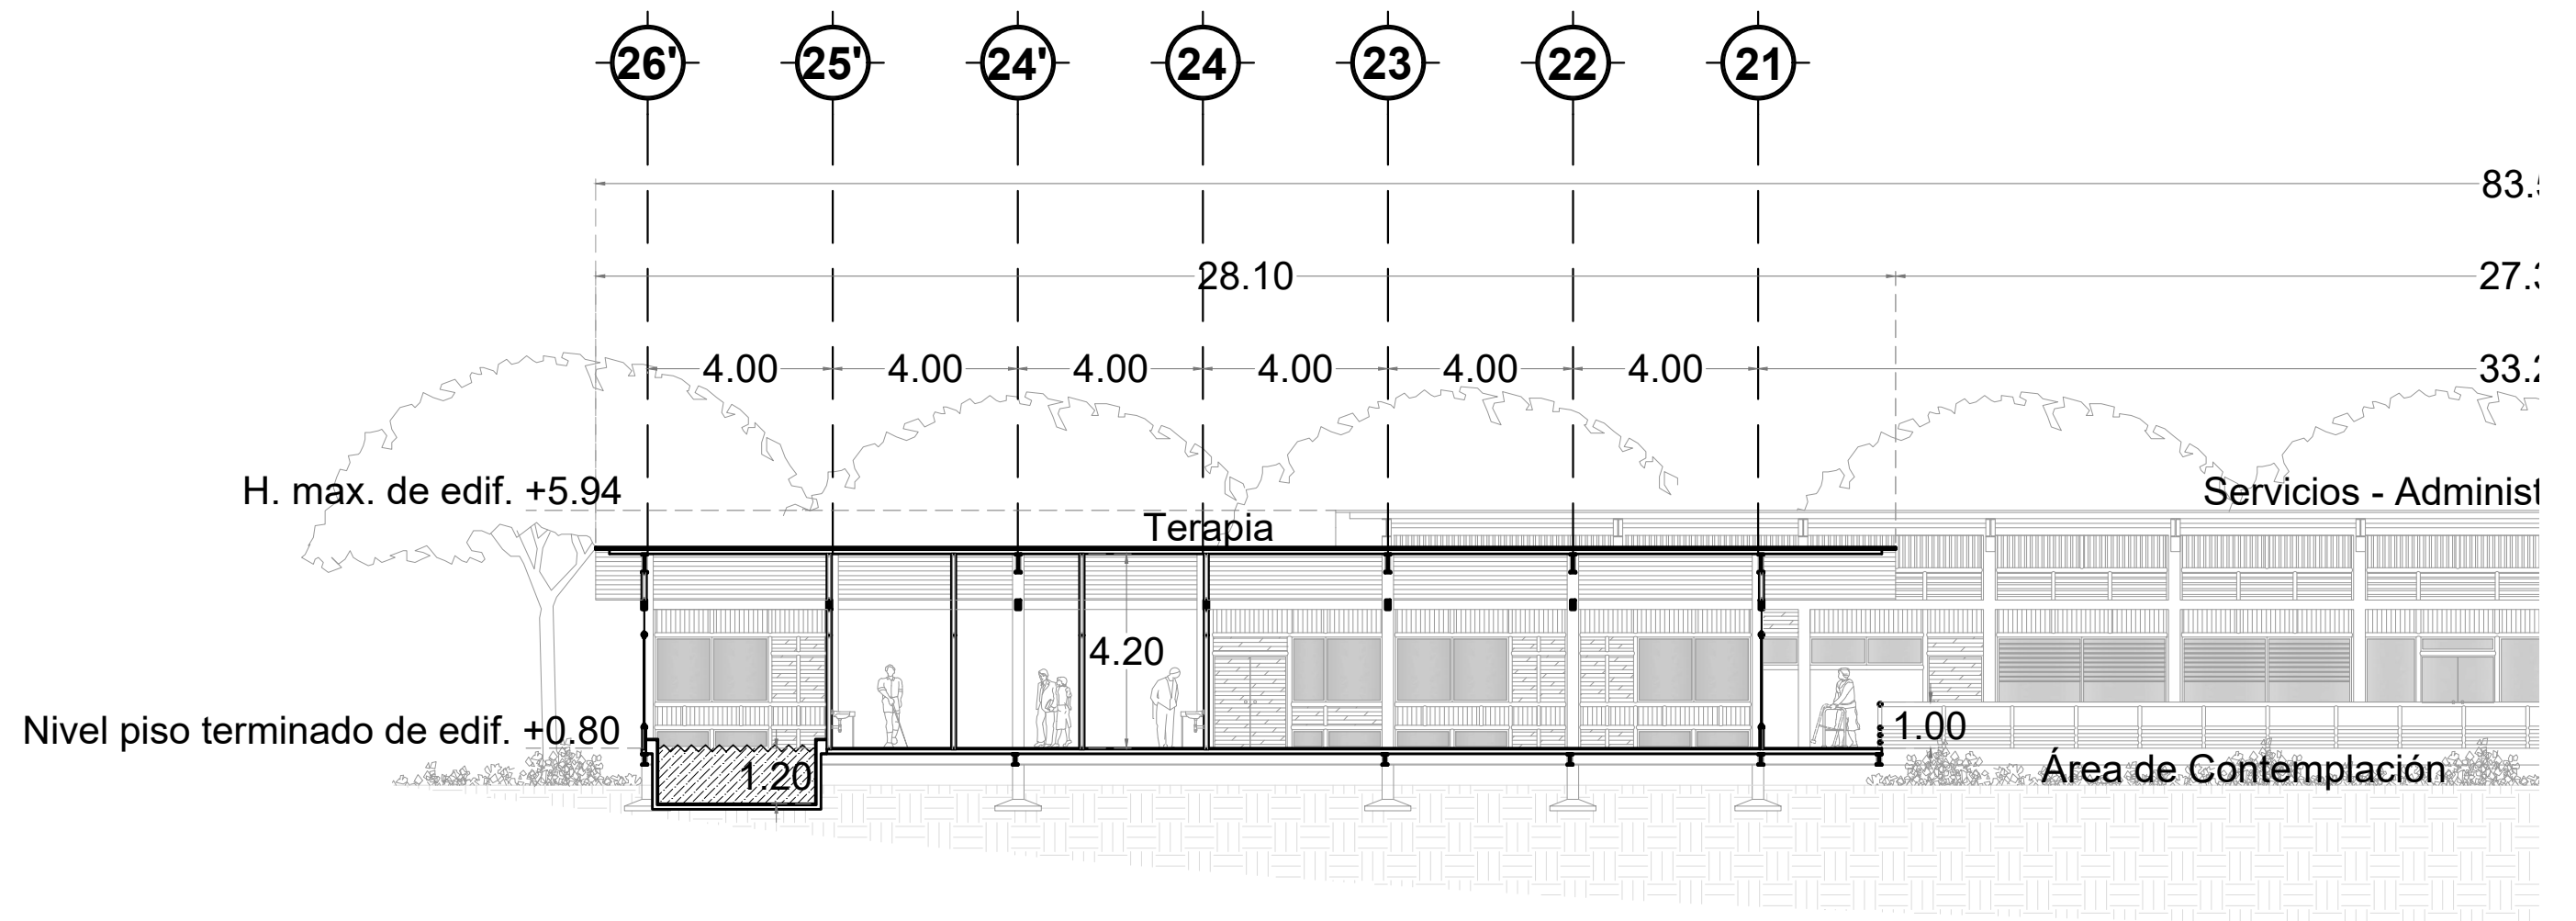 26' 25' 24' 24 23 22 21
28.10
4.00 4.00 4.00 4.00 4.00 4.00
H. max. de edif. +5.94
Servicios -
Terapia
4.20
Nivel piso terminado de edif. +0.80
1.00
1.20
Área de Contemplación